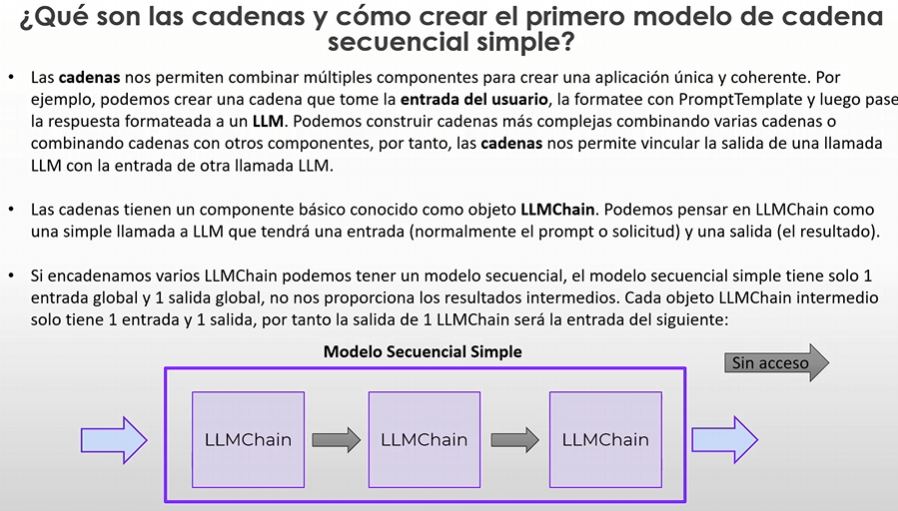 ¿Qué son las cadenas y cómo crear el primero modelo de cadena
secuencial simple?
• Las cadenas nos permiten combinar múltiples componentes para crear una aplicación única y coherente. Por
ejemplo, podemos crear una cadena que tome la entrada del usuario, la formatee con PromptTemplate y luego pase
la respuesta formateada a un LLM. Podemos construir cadenas más complejas combinando varias cadenas o
combinando cadenas con otros componentes, por tanto, las cadenas nos permite vincular la salida de una llamada
LLM con la entrada de otra llamada LLM.
• Las cadenas tienen un componente básico conocido como objeto LLMChain. Podemos pensar en LLMChain como
una simple llamada a LLM que tendrá una entrada (normalmente el prompt o solicitud) y una salida (el resultado).
• Si encadenamos varios LLMChain podemos tener un modelo secuencial, el modelo secuencial simple tiene solo 1
entrada global y 1 salida global, no nos proporciona los resultados intermedios. Cada objeto LLMChain intermedio
solo tiene 1 entrada y 1 salida, por tanto la salida de 1 LLMChain será la entrada del siguiente:
Modelo Secuencial Simple
Sin acceso
LLMChain
LLMChain
LLMChain